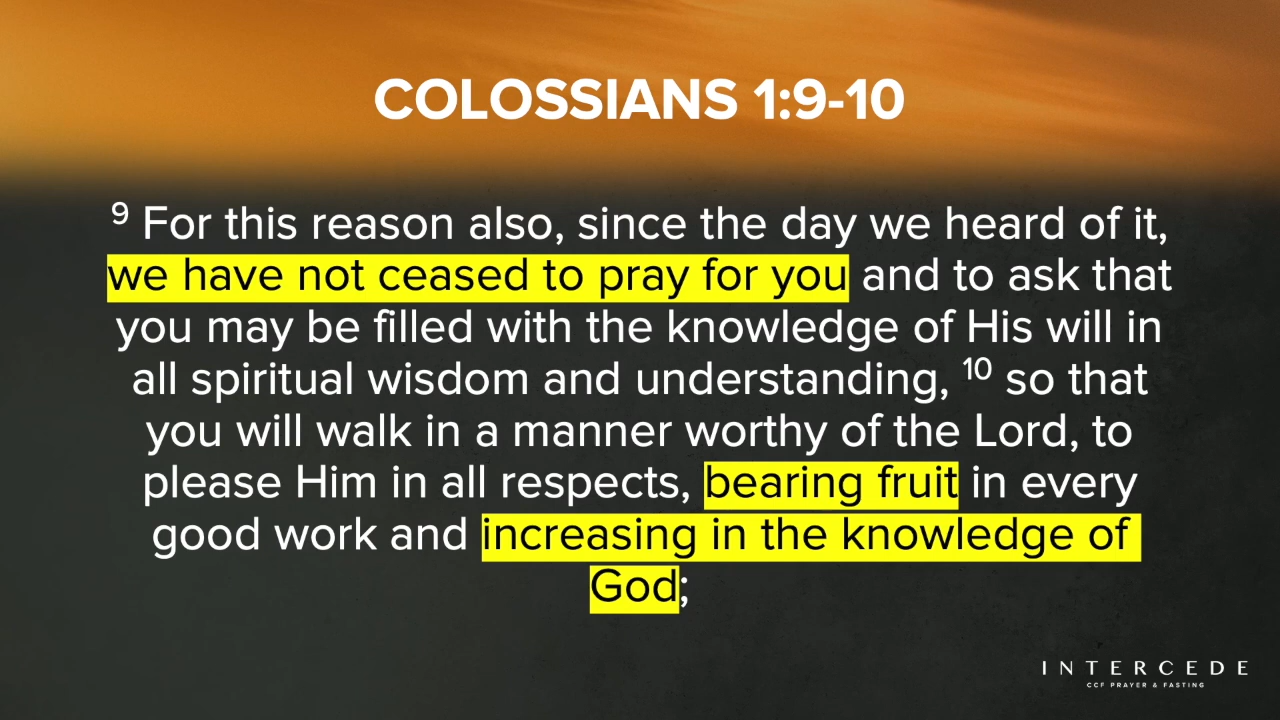 COLOSSIANS 1:9-10
⁹ For this reason also, since the day we heard of it,
we have not ceased to pray for you and to ask that
you may be filled with the knowledge of His will in
all spiritual wisdom and understanding, ¹⁰ so that
you will walk in a manner worthy of the Lord, to
please Him in all respects, bearing fruit in every
good work and increasing in the knowledge of
God;
INTERCEDE
CCF PRAYER & FASTING